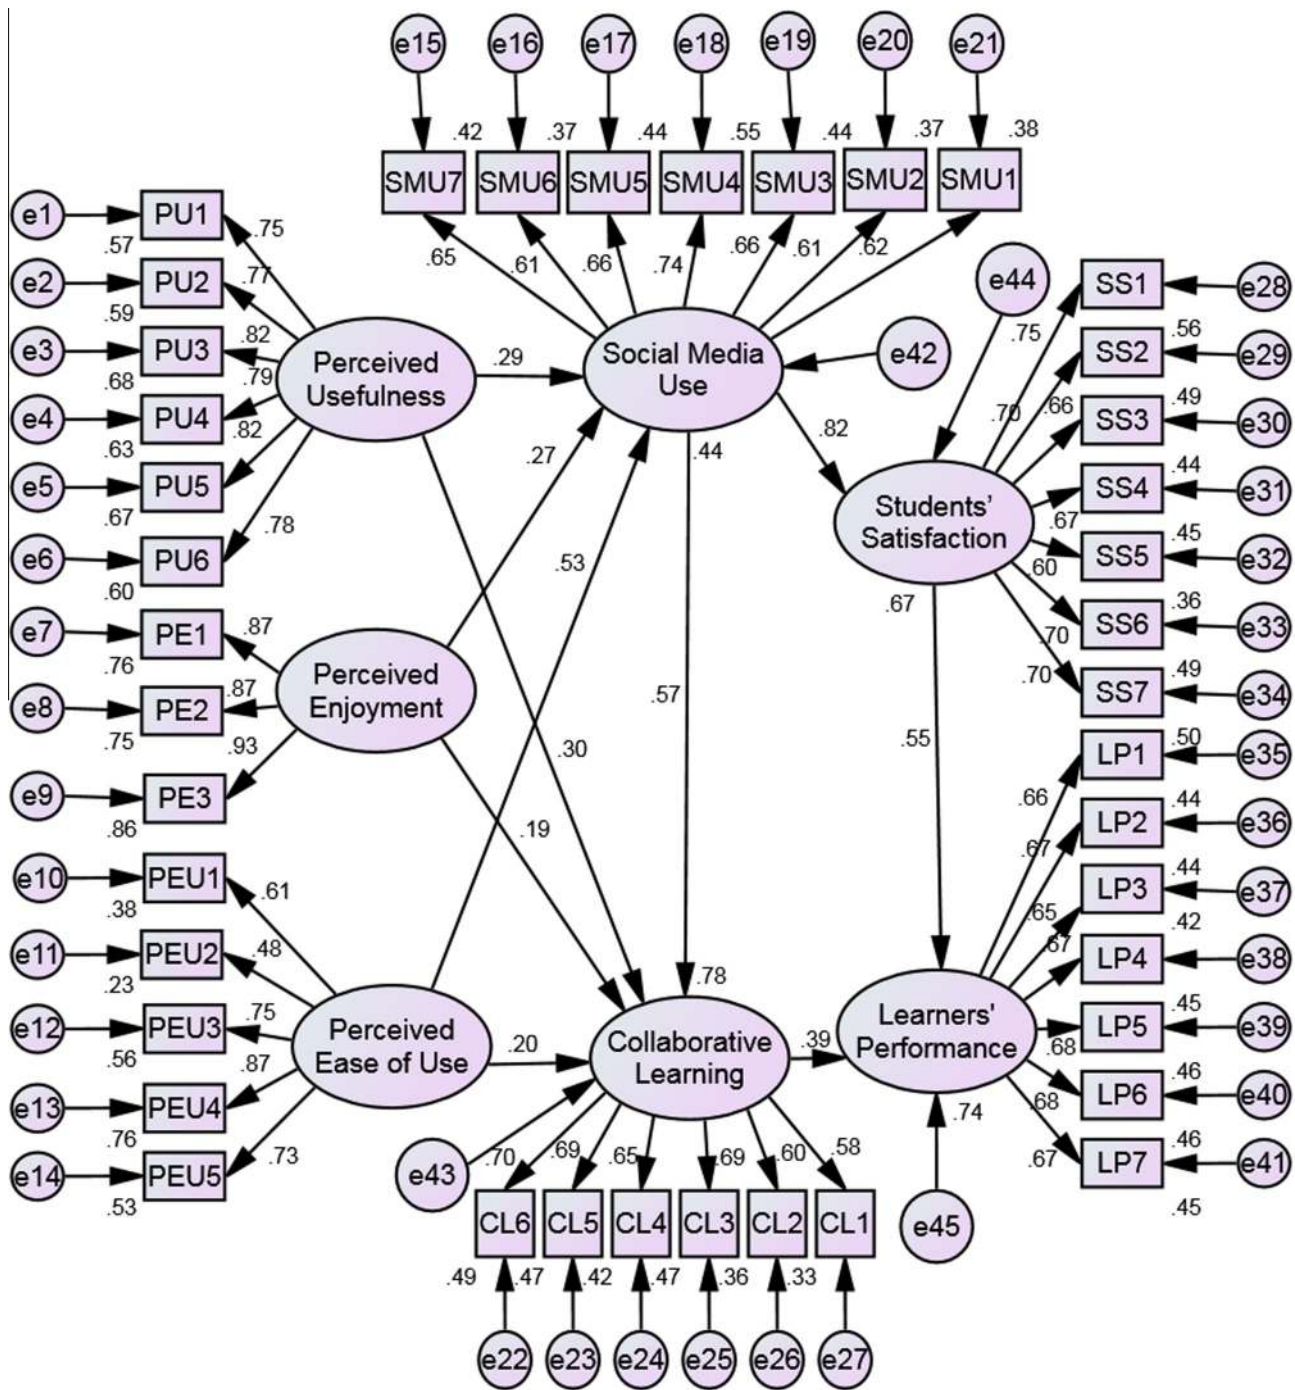 e15 e16 e17 e18 e19 e20 e21
.42 .37 .44 .55 .44 .37 .38
SMU7 SMU6 SMU5 SMU4 SMU3 SMU2 SMU1
.65 .61 .66 .74 .66 .61 .62
e1 PU1 .75
.57
e2 PU2 .77
.59
e3 PU3 .82
.68
e4 PU4 .79
.63
e5 PU5 .82
.67
e6 PU6 .78
.60
Perceived
Usefulness
.29
.27
.53
.30
Social Media
Use
.44
e42
e44
.82
.57
e7 PE1 .87
.76
e8 PE2 .87
.75
e9 PE3 .93
.86
Perceived
Enjoyment
.19
e10 PEU1 .61
.38
e11 PEU2 .48
.23
e12 PEU3 .75
.56
e13 PEU4 .87
.76
e14 PEU5 .73
.53
Perceived
Ease of Use
.20
Students’
Satisfaction
.67
.55
.75 SS1 e28
.56
.70 SS2 e29
.49
.66 SS3 e30
.44
.67 SS4 e31
.45
.60 SS5 e32
.36
.70 SS6 e33
.49
.70 SS7 e34
.50
.66 LP1 e35
.44
.67 LP2 e36
.44
.65 LP3 e37
.42
.67 LP4 e38
.45
.68 LP5 e39
.46
.68 LP6 e40
.46
.67 LP7 e41
.45
.78
Collaborative
Learning
.39
Learners'
Performance
.74
e43
e45
.70 .69 .65 .69 .60 .58
CL6 CL5 CL4 CL3 CL2 CL1
.49 .47 .42 .47 .36 .33
e22 e23 e24 e25 e26 e27